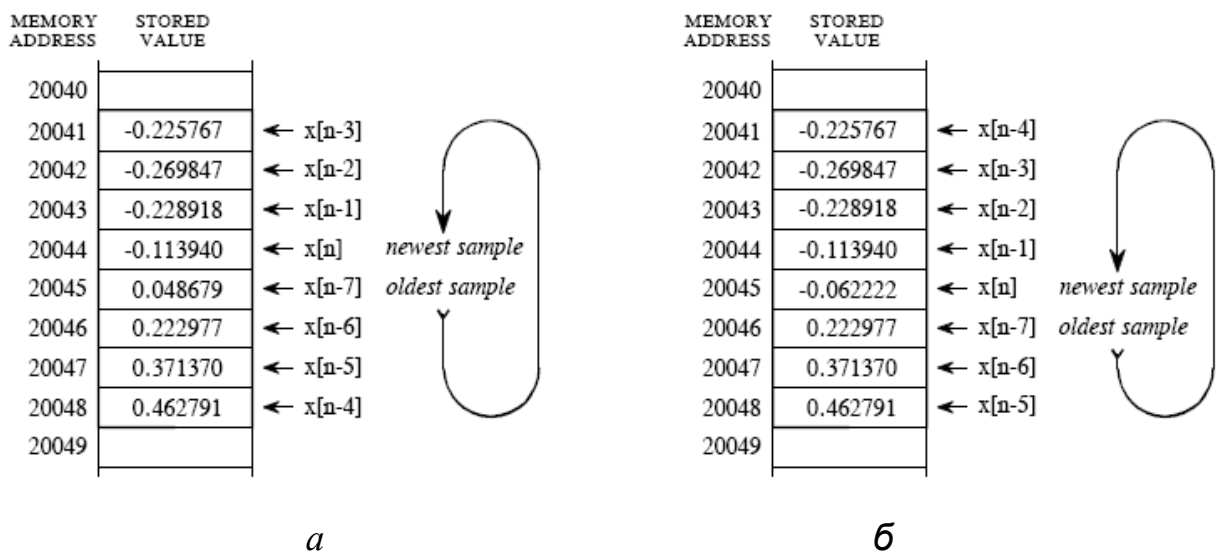 MEMORY ADDRESS STORED VALUE
20040
20041 -0.225767 ← x[n-3]
20042 -0.269847 ← x[n-2]
20043 -0.228918 ← x[n-1]
20044 -0.113940 ← x[n] newest sample
20045 0.048679 ← x[n-7] oldest sample
20046 0.222977 ← x[n-6]
20047 0.371370 ← x[n-5]
20048 0.462791 ← x[n-4]
20049
а
MEMORY ADDRESS STORED VALUE
20040
20041 -0.225767 ← x[n-4]
20042 -0.269847 ← x[n-3]
20043 -0.228918 ← x[n-2]
20044 -0.113940 ← x[n-1]
20045 -0.062222 ← x[n] newest sample
20046 0.222977 ← x[n-7] oldest sample
20047 0.371370 ← x[n-6]
20048 0.462791 ← x[n-5]
20049
б